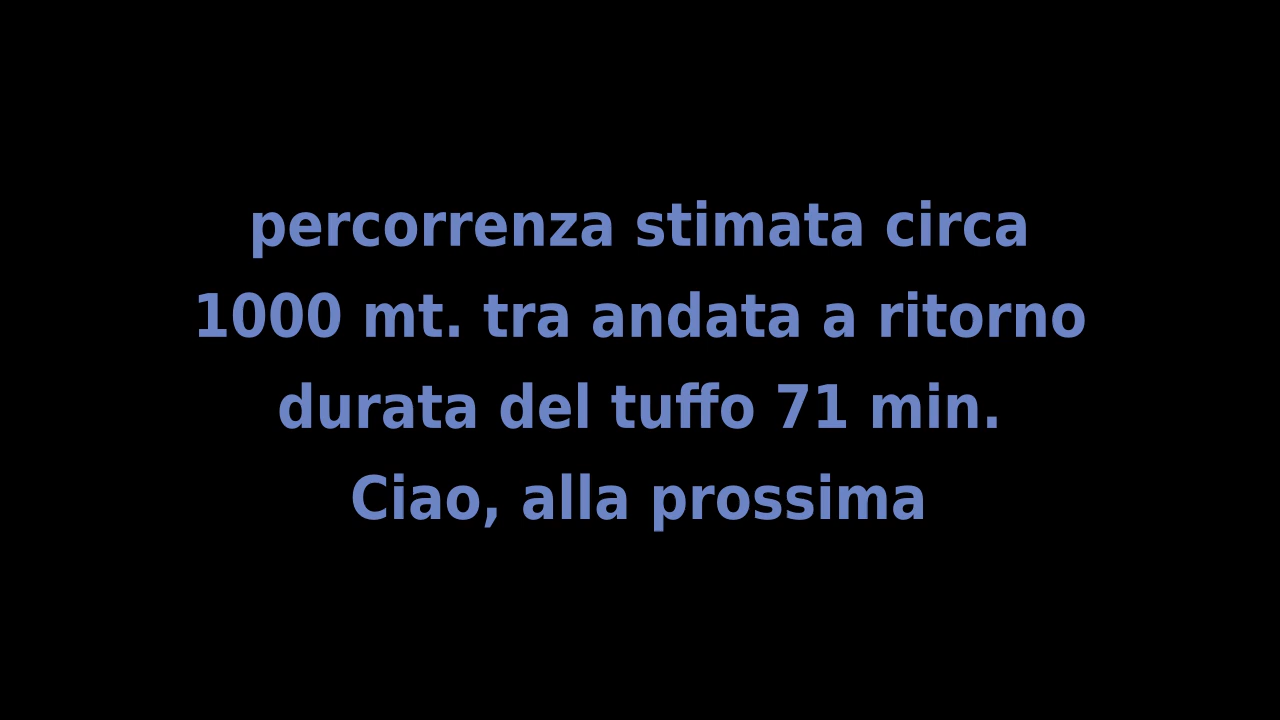 percorrenza stimata circa
1000 mt. tra andata a ritorno
durata del tuffo 71 min.
Ciao, alla prossima